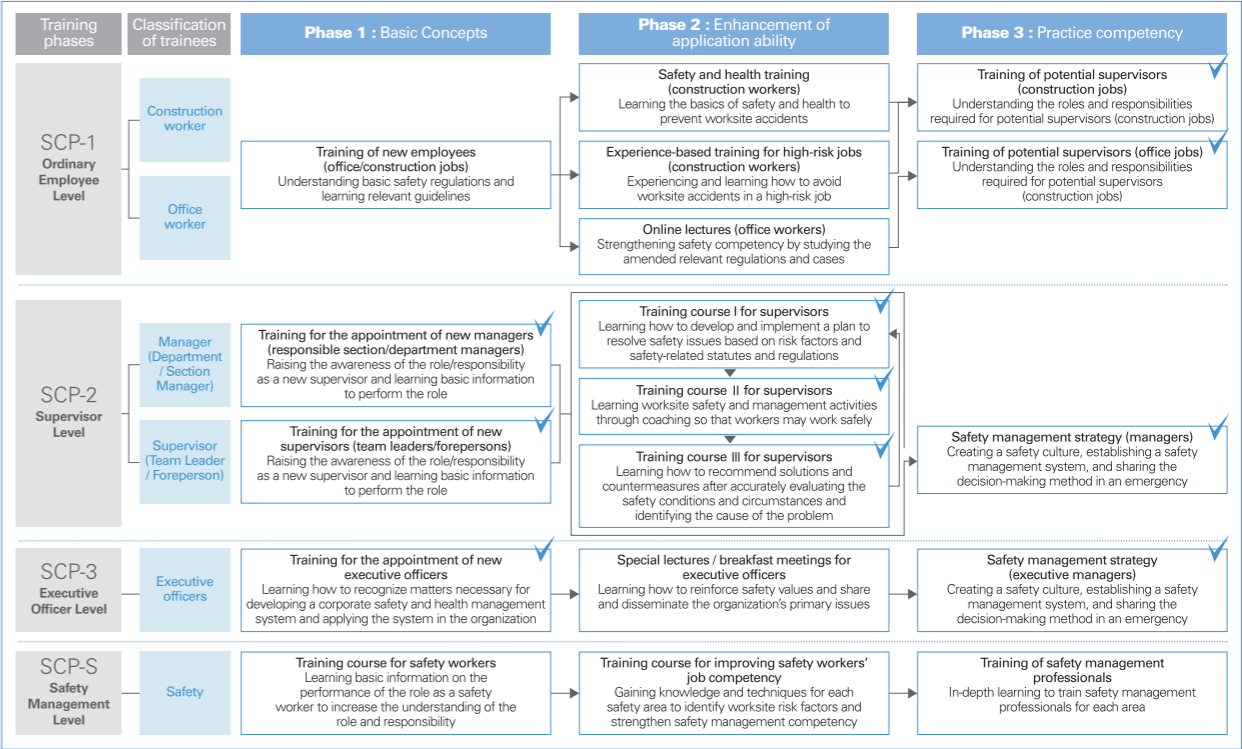 Training
phases
Classification
of trainees
Phase 1 : Basic Concepts
Phase 2 : Enhancement of
application ability
Phase 3 : Practice competency
SCP-1
Ordinary
Employee
Level
Construction
worker
Office
worker
Training of new employees
(office/construction jobs)
Understanding basic safety regulations and
learning relevant guidelines
Safety and health training
(construction workers)
Learning the basics of safety and health to
prevent worksite accidents
Experience-based training for high-risk jobs
(construction workers)
Experiencing and learning how to avoid
worksite accidents in a high-risk job
Online lectures (office workers)
Strengthening safety competency by studying the
amended relevant regulations and cases
Training of potential supervisors
(construction jobs)
Understanding the roles and responsibilities
required for potential supervisors (construction jobs)
Training of potential supervisors (office jobs)
Understanding the roles and responsibilities
required for potential supervisors
(construction jobs)
SCP-2
Supervisor
Level
Manager
(Department
/ Section
Manager)
Supervisor
(Team Leader
/ Foreperson)
Training for the appointment of new managers
(responsible section/department managers)
Raising the awareness of the role/responsibility
as a new supervisor and learning basic information
to perform the role
Training for the appointment of new
supervisors (team leaders/forepersons)
Raising the awareness of the role/responsibility
as a new supervisor and learning basic information
to perform the role
Training course I for supervisors
Learning how to develop and implement a plan to
resolve safety issues based on risk factors and
safety-related statutes and regulations
Training course II for supervisors
Learning worksite safety and management activities
through coaching so that workers may work safely
Training course III for supervisors
Learning how to recommend solutions and
countermeasures after accurately evaluating the
safety conditions and circumstances and
identifying the cause of the problem
Safety management strategy (managers)
Creating a safety culture, establishing a safety
management system, and sharing the
decision-making method in an emergency
SCP-3
Executive
Officer Level
Executive
officers
Training for the appointment of new
executive officers
Learning how to recognize matters necessary for
developing a corporate safety and health management
system and applying the system in the organization
Special lectures / breakfast meetings for
executive officers
Learning how to reinforce safety values and share
and disseminate the organization's primary issues
Safety management strategy
(executive managers)
Creating a safety culture, establishing a safety
management system, and sharing the
decision-making method in an emergency
SCP-S
Safety
Management
Level
Safety
Training course for safety workers
Learning basic information on the
performance of the role as a safety
worker to increase the understanding of the
role and responsibility
Training course for improving safety workers'
job competency
Gaining knowledge and techniques for each
safety area to identify worksite risk factors and
strengthen safety management competency
Training of safety management
professionals
In-depth learning to train safety management
professionals for each area